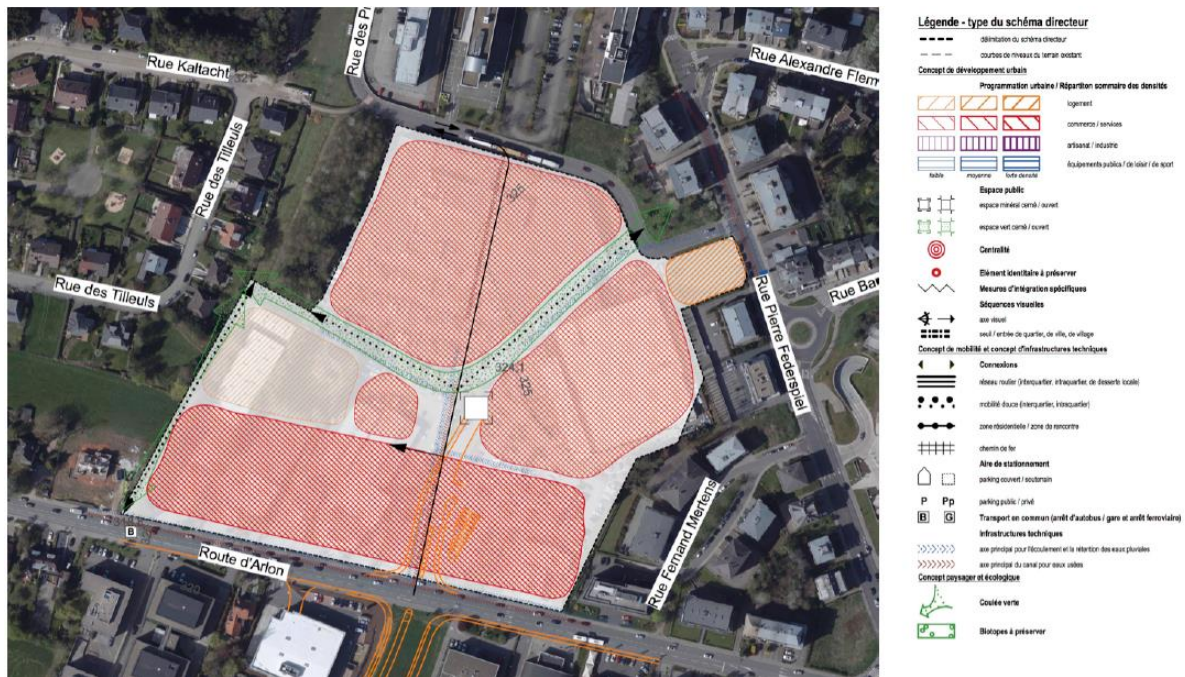 Rue Kaltacht
Rue des Tilleuls
Rue des Tilleuls
Rue des Pr
Rue Alexandre Flem
Rue Ba
Rue Pierre Federspiel
Rue Fernand Mertens
Route d'Arlon
325
324,1
325
B
Légende - type du schéma directeur
délimitation du schéma directeur
courbes de niveaux du terrain existant
Concept de développement urbain
Programmation urbaine / Répartition sommaire des densités
logement
commerce / services
artisanat / industrie
équipements publics / de loisir / de sport
faible moyenne forte densité
Espace public
espace minéral cerné / ouvert
espace vert cerné / ouvert
Centralité
Elément identitaire à préserver
Mesures d'intégration spécifiques
Séquences visuelles
axe visuel
seuil / entrée de quartier, de ville, de village
Concept de mobilité et concept d'infrastructures techniques
Connexions
réseau routier (interquartier, intraquartier, de desserte locale)
mobilité douce (interquartier, intraquartier)
zone résidentielle / zone de rencontre
chemin de fer
Aire de stationnement
parking couvert / souterrain
P Pp parking public / privé
B G Transport en commun (arrêt d'autobus / gare et arrêt ferroviaire)
Infrastructures techniques
axe principal pour l'écoulement et la rétention des eaux pluviales
axe principal du canal pour eaux usées
Concept paysager et écologique
Coulée verte
Biotopes à préserver